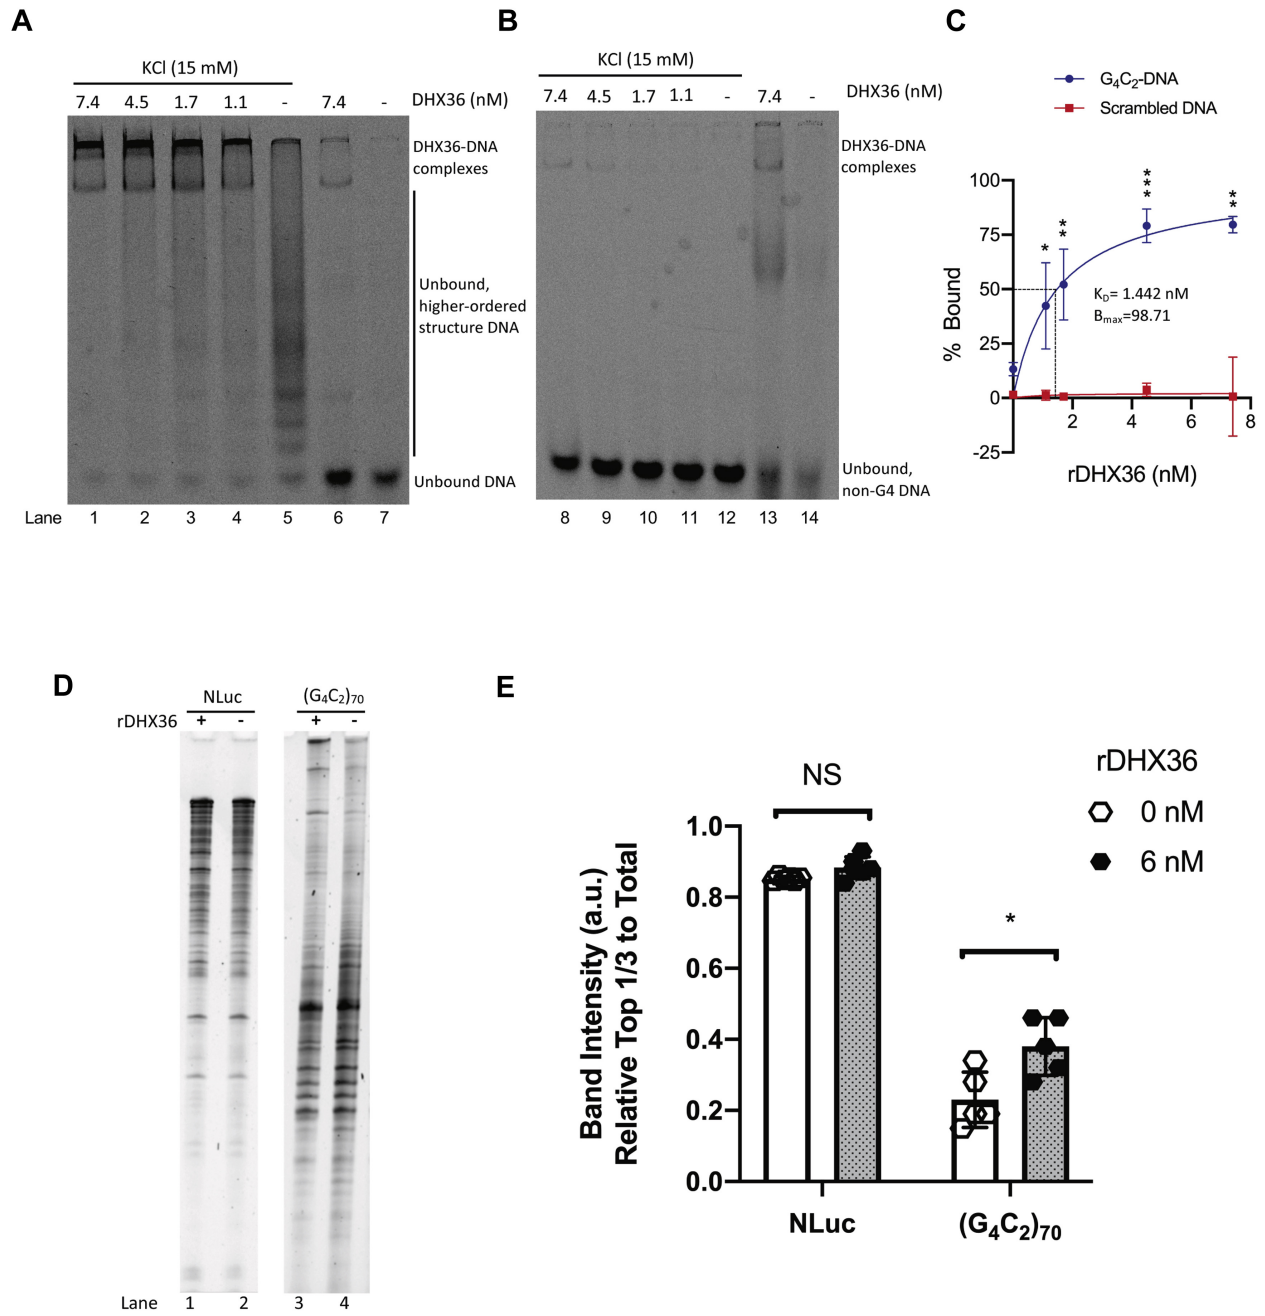 A
KCl (15 mM)
7.4 4.5 1.7 1.1 - 7.4 - DHX36 (nM)
DHX36-DNA
complexes
Unbound,
higher-ordered
structure DNA
Unbound DNA
Lane 1 2 3 4 5 6 7
B
KCl (15 mM)
7.4 4.5 1.7 1.1 - 7.4 - DHX36 (nM)
DHX36-DNA
complexes
Unbound,
non-G4 DNA
8 9 10 11 12 13 14
C
G₄C₂-DNA
Scrambled DNA
% Bound
100
75
50
25
0
-25
* ** *** **
K_D= 1.442 nM
B_max=98.71
2 4 6 8
rDHX36 (nM)
D
NLuc (G₄C₂)₇₀
rDHX36 + - + -
Lane 1 2 3 4
E
rDHX36
0 nM
6 nM
NS
*
Band Intensity (a.u.)
Relative Top 1/3 to Total
1.0
0.8
0.6
0.4
0.2
0.0
NLuc (G₄C₂)₇₀